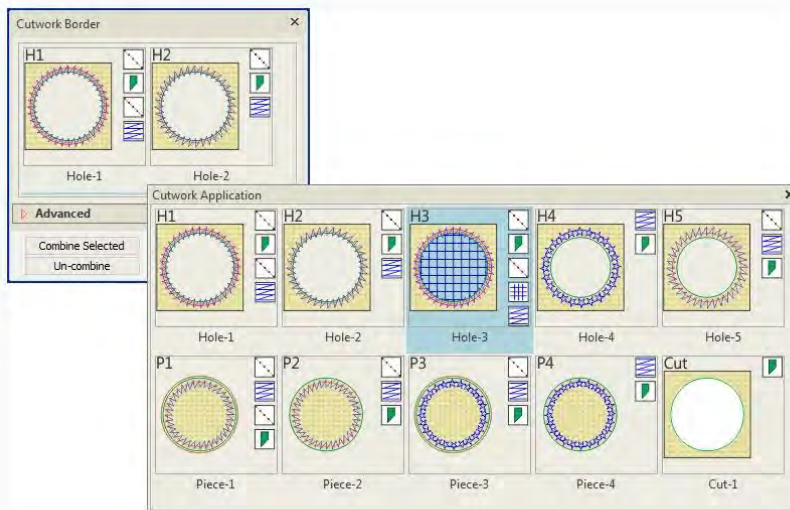 Cutwork Border
H1 H2
Hole-1 Hole-2
Advanced
Combine Selected
Un-combine
Cutwork Application
H1 H2 H3 H4 H5
Hole-1 Hole-2 Hole-3 Hole-4 Hole-5
P1 P2 P3 P4 Cut
Piece-1 Piece-2 Piece-3 Piece-4 Cut-1